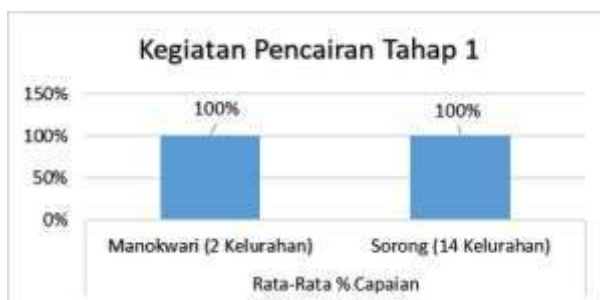 Kegiatan Pencairan Tahap 1
150%
100%
50%
0%
100%
100%
Manokwari (2 Kelurahan)
Sorong (14 Kelurahan)
Rata-Rata % Capaian